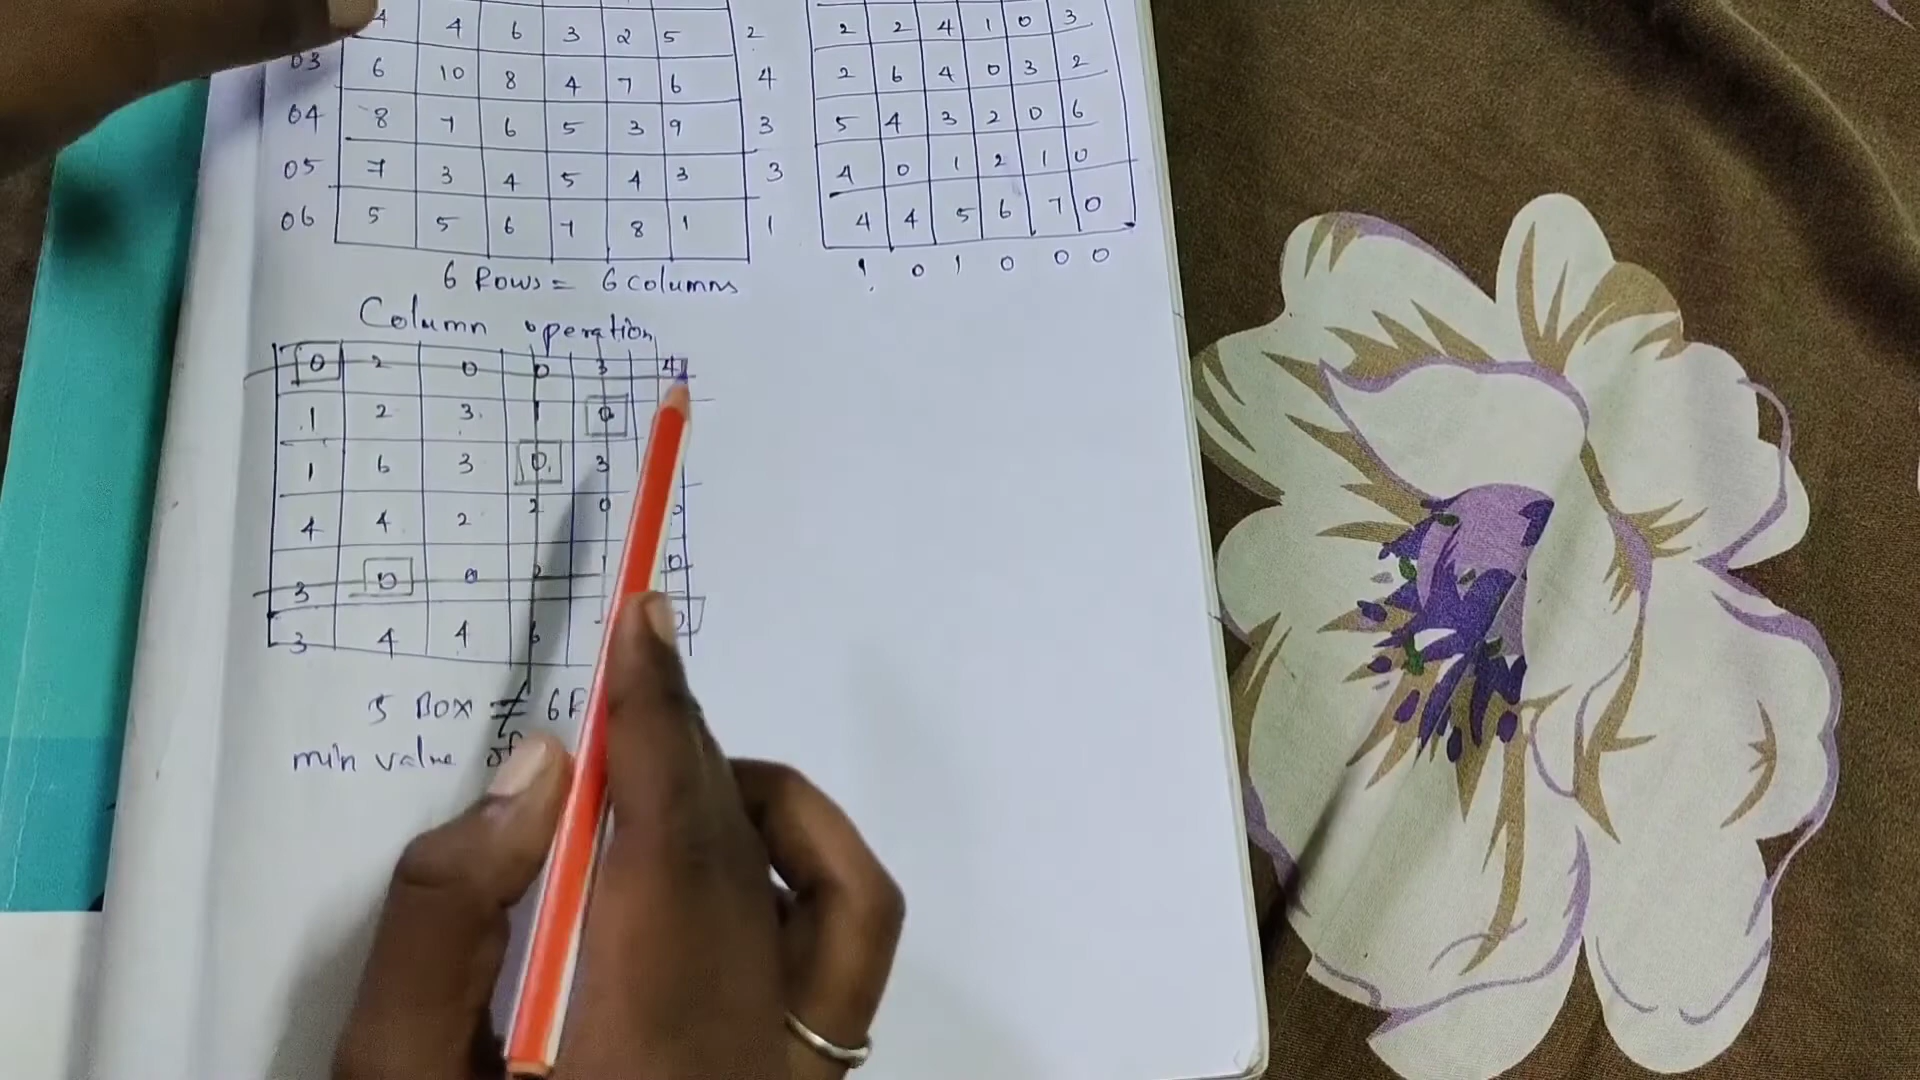 4 4 6 3 2 5 2
03 6 10 8 4 7 6 4
04 8 7 6 5 3 9 3
05 7 3 4 5 4 3 3
06 5 5 6 7 8 1 1
2 2 4 1 0 3
2 6 4 0 3 2
5 4 3 2 0 6
4 0 1 2 1 0
4 4 5 6 7 0
1 0 1 0 0 0
6 Rows = 6 Columns
Column operation
0 2 0 0 3 4
1 2 3 1 0
1 6 3 0 3
4 4 2 2 0
3 0 0 2 1 0
3 4 4 6 0
5 Box ≠ 6
min value of